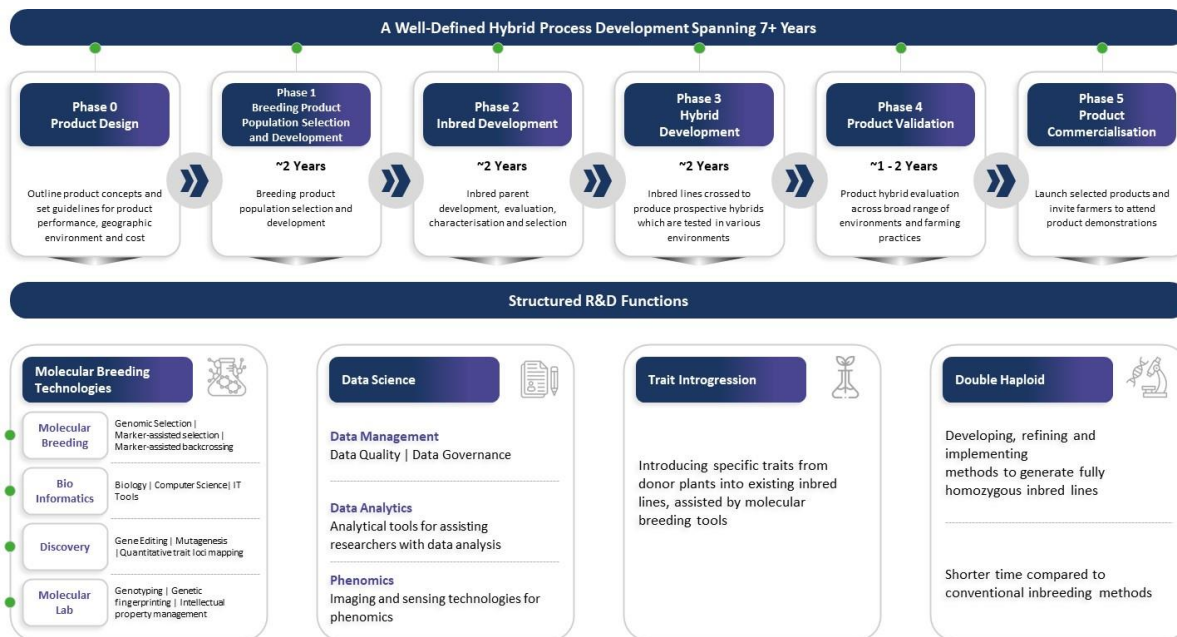 A Well-Defined Hybrid Process Development Spanning 7+ Years
Phase 0
Product Design
Outline product concepts and
set guidelines for product
performance, geographic
environment and cost
Phase 1
Breeding Product
Population Selection
and Development
~2 Years
Breeding product
population selection and
development
Phase 2
Inbred Development
~2 Years
Inbred parent
development, evaluation,
characterisation and selection
Phase 3
Hybrid
Development
~2 Years
Inbred lines crossed to
produce prospective hybrids
which are tested in various
environments
Phase 4
Product Validation
~1 - 2 Years
Product hybrid evaluation
across broad range of
environments and farming
practices
Phase 5
Product
Commercialisation
Launch selected products and
invite farmers to attend
product demonstrations
Structured R&D Functions
Molecular Breeding
Technologies
Molecular
Breeding
Genomic Selection |
Marker-assisted selection |
Marker-assisted backcrossing
Bio
Informatics
Biology | Computer Science| IT
Tools
Discovery
Gene Editing | Mutagenesis
|Quantitative trait loci mapping
Molecular
Lab
Genotyping | Genetic
fingerprinting | Intellectual
property management
Data Science
Data Management
Data Quality | Data Governance
Data Analytics
Analytical tools for assisting
researchers with data analysis
Phenomics
Imaging and sensing technologies for
phenomics
Trait Introgression
Introducing specific traits from
donor plants into existing inbred
lines, assisted by molecular
breeding tools
Double Haploid
Developing, refining and
implementing
methods to generate fully
homozygous inbred lines
Shorter time compared to
conventional inbreeding methods